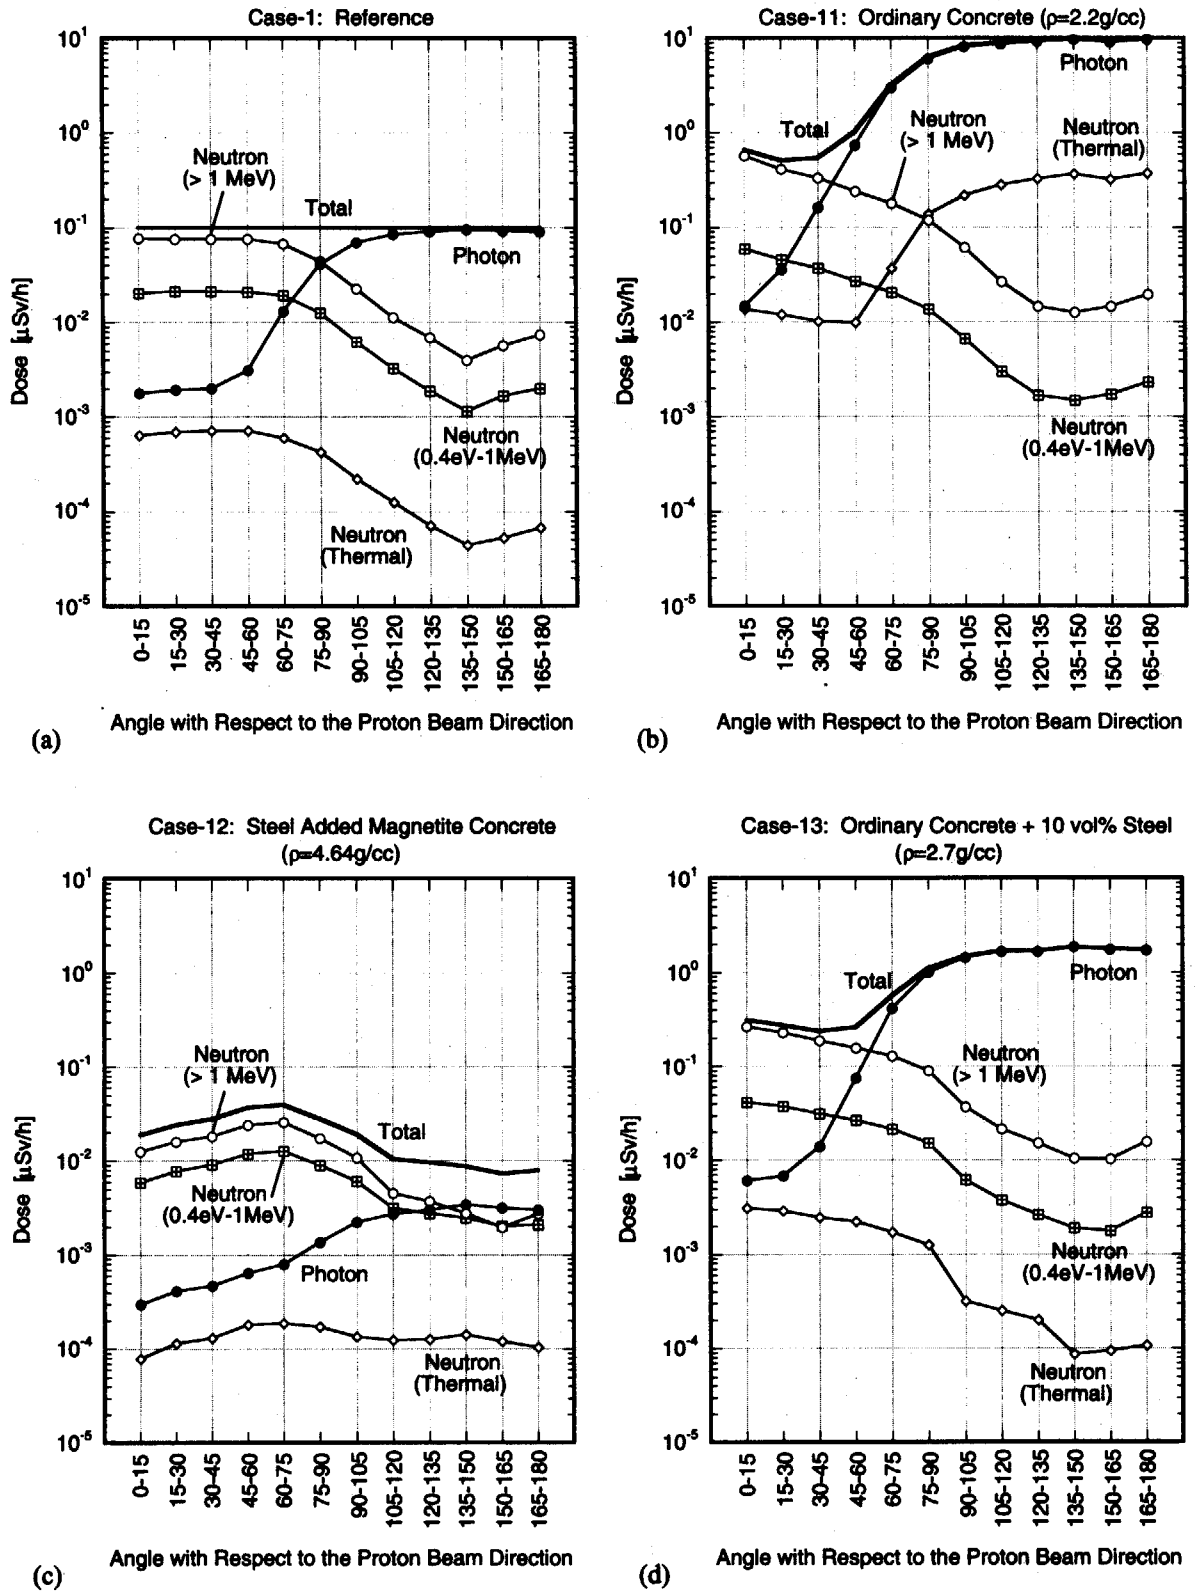 Case-1: Reference
10¹
10⁰
10⁻¹
10⁻²
10⁻³
10⁻⁴
10⁻⁵
Dose [μSv/h]
Neutron
(> 1 MeV)
Total
Photon
Neutron
(0.4eV-1MeV)
Neutron
(Thermal)
0-15
15-30
30-45
45-60
60-75
75-90
90-105
105-120
120-135
135-150
150-165
165-180
Angle with Respect to the Proton Beam Direction
(a)
Case-11: Ordinary Concrete (ρ=2.2g/cc)
10¹
10⁰
10⁻¹
10⁻²
10⁻³
10⁻⁴
10⁻⁵
Dose [μSv/h]
Photon
Total
Neutron
(> 1 MeV)
Neutron
(Thermal)
Neutron
(0.4eV-1MeV)
0-15
15-30
30-45
45-60
60-75
75-90
90-105
105-120
120-135
135-150
150-165
165-180
Angle with Respect to the Proton Beam Direction
(b)
Case-12: Steel Added Magnetite Concrete
(ρ=4.64g/cc)
10¹
10⁰
10⁻¹
10⁻²
10⁻³
10⁻⁴
10⁻⁵
Dose [μSv/h]
Neutron
(> 1 MeV)
Total
Neutron
(0.4eV-1MeV)
Photon
Neutron
(Thermal)
0-15
15-30
30-45
45-60
60-75
75-90
90-105
105-120
120-135
135-150
150-165
165-180
Angle with Respect to the Proton Beam Direction
(c)
Case-13: Ordinary Concrete + 10 vol% Steel
(ρ=2.7g/cc)
10¹
10⁰
10⁻¹
10⁻²
10⁻³
10⁻⁴
10⁻⁵
Dose [μSv/h]
Total
Photon
Neutron
(> 1 MeV)
Neutron
(0.4eV-1MeV)
Neutron
(Thermal)
0-15
15-30
30-45
45-60
60-75
75-90
90-105
105-120
120-135
135-150
150-165
165-180
Angle with Respect to the Proton Beam Direction
(d)